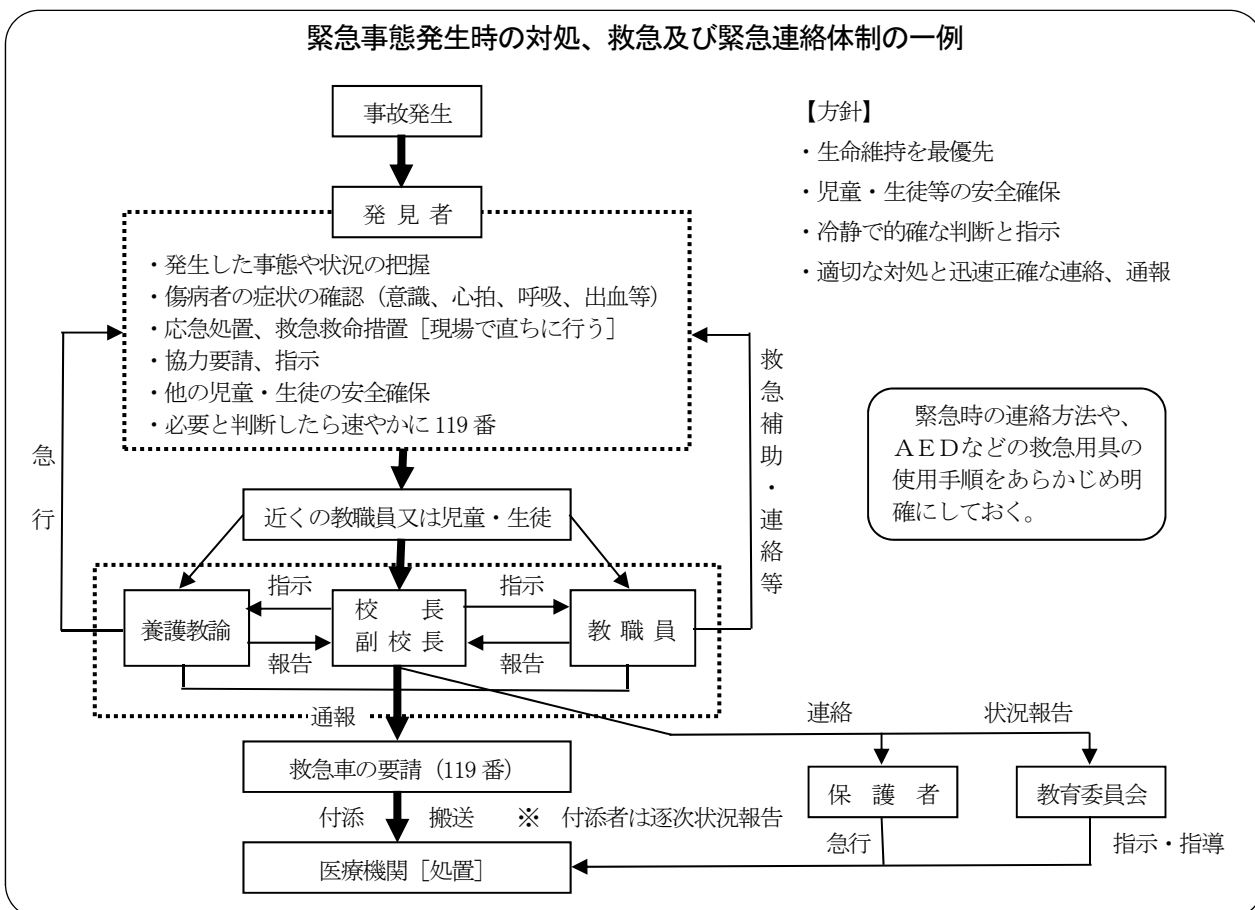 緊急事態発生時の対処、救急及び緊急連絡体制の一例
事故発生
【方針】
・生命維持を最優先
・児童・生徒等の安全確保
・冷静で的確な判断と指示
・適切な対処と迅速正確な連絡、通報
発見者
・発生した事態や状況の把握
・傷病者の症状の確認(意識、心拍、呼吸、出血等)
・応急処置、救急救命措置[現場で直ちに行う]
・協力要請、指示
・他の児童・生徒の安全確保
・必要と判断したら速やかに 119 番
急行
救急補助・連絡等
緊急時の連絡方法や、
AEDなどの救急用具の
使用手順をあらかじめ明
確にしておく。
近くの教職員又は児童・生徒
指示
指示
養護教諭
校 長
副 校 長
教 職 員
報告
報告
通報
連絡
状況報告
救急車の要請(119 番)
保 護 者
教育委員会
付添
搬送
※ 付添者は逐次状況報告
急行
指示・指導
医療機関[処置]